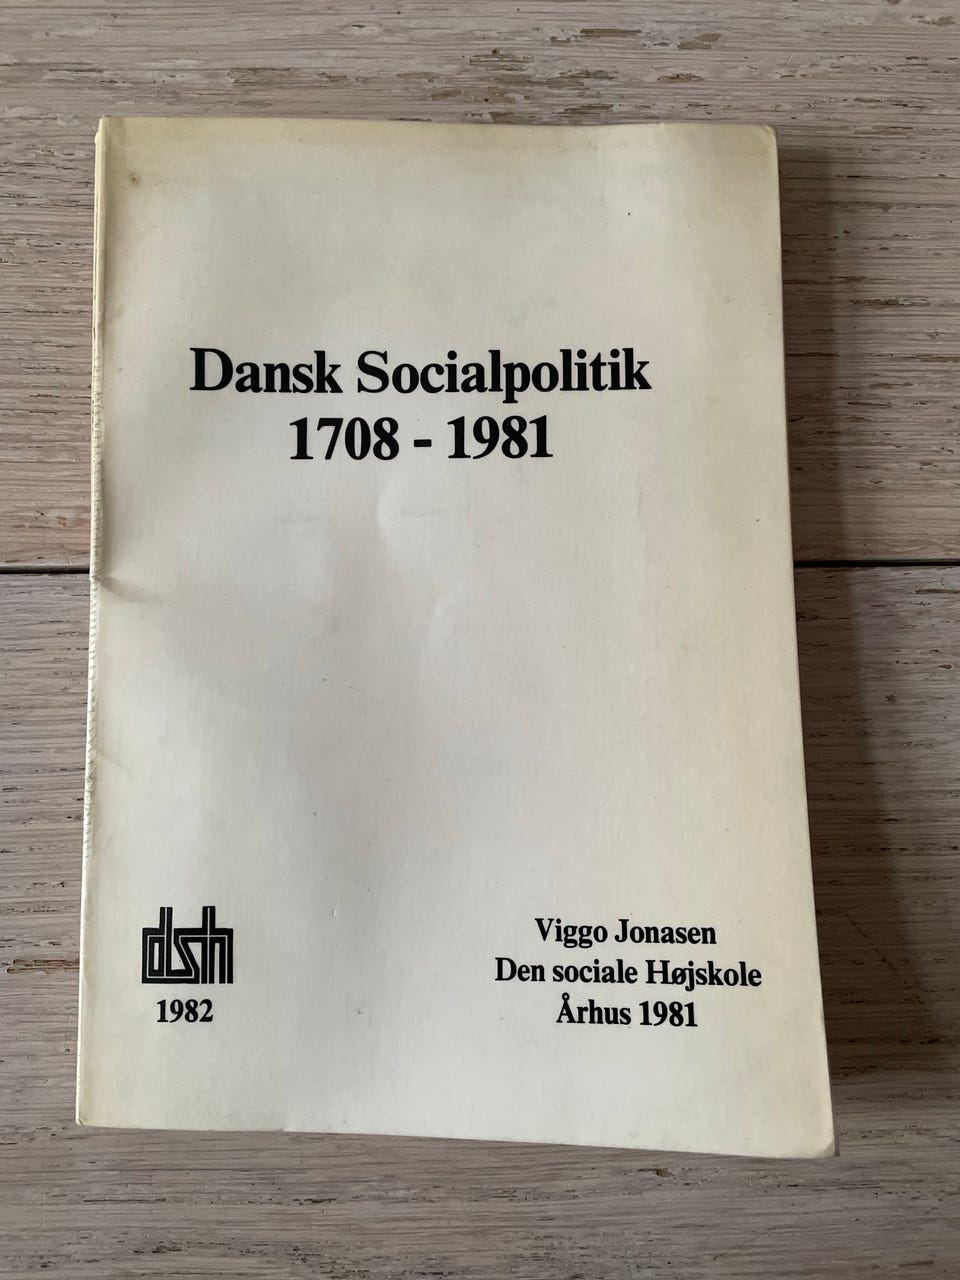 Dansk Socialpolitik
1708 - 1981
dsh
1982
Viggo Jonasen
Den sociale Højskole
Århus 1981